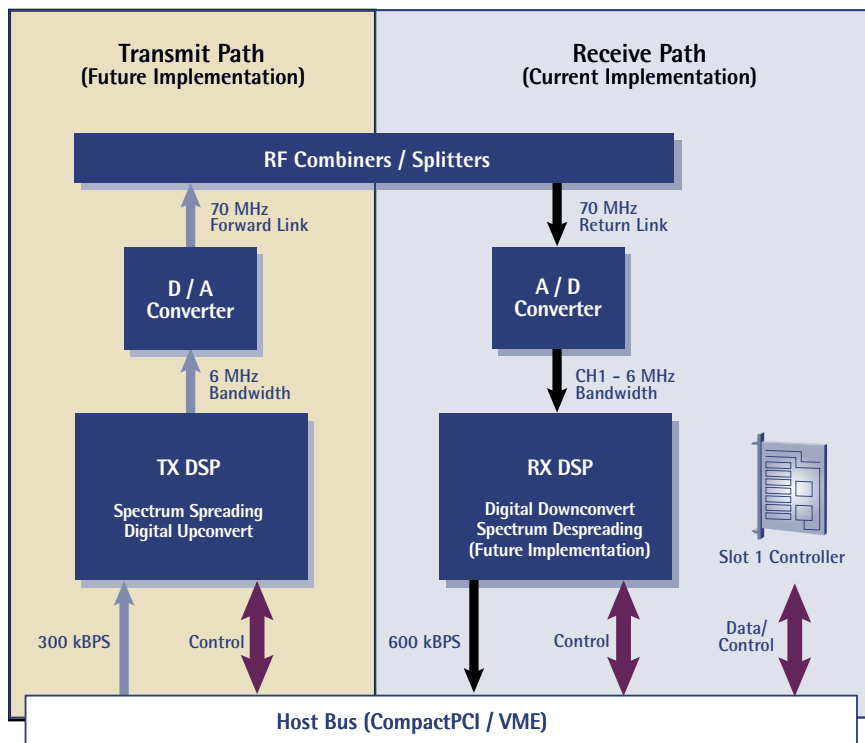 Transmit Path
(Future Implementation)
Receive Path
(Current Implementation)
RF Combiners / Splitters
70 MHz
Forward Link
70 MHz
Return Link
D / A
Converter
A / D
Converter
6 MHz
Bandwidth
CH1 - 6 MHz
Bandwidth
TX DSP
Spectrum Spreading
Digital Upconvert
RX DSP
Digital Downconvert
Spectrum Despreading
(Future Implementation)
Slot 1 Controller
300 kBPS
Control
600 kBPS
Control
Data/
Control
Host Bus (CompactPCI / VME)